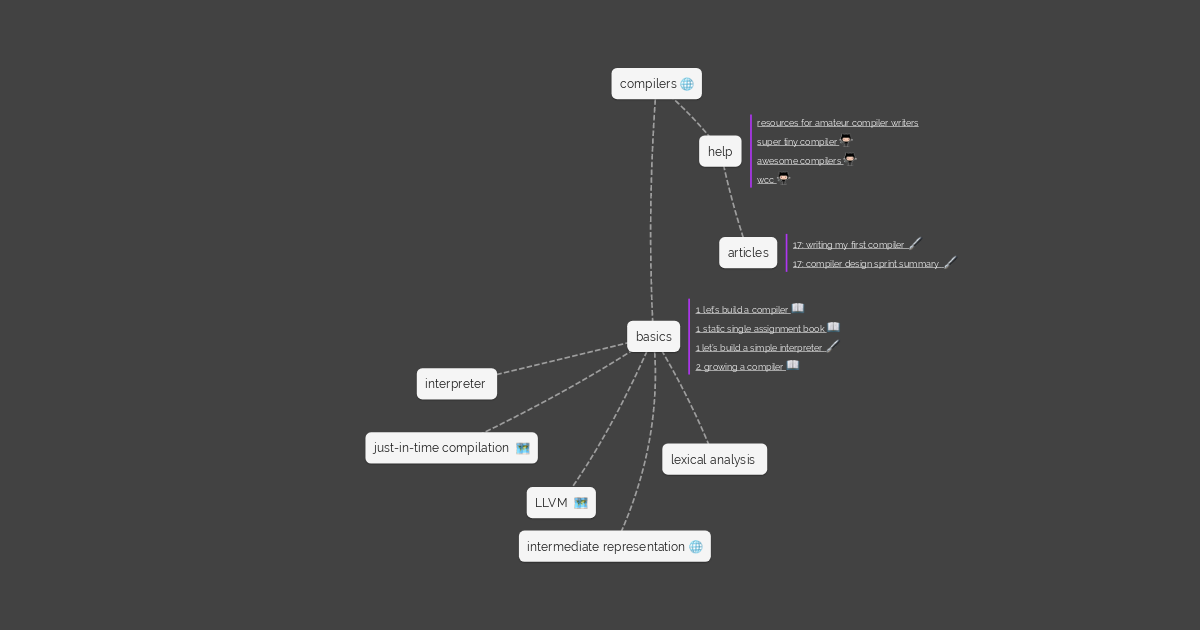 compilers
resources for amateur compiler writers
help
super tiny compiler
awesome compilers
wcc
articles
17: writing my first compiler
17: compiler design sprint summary
basics
1 let's build a compiler
1 static single assignment book
1 let's build a simple interpreter
2 growing a compiler
interpreter
just-in-time compilation
lexical analysis
LLVM
intermediate representation